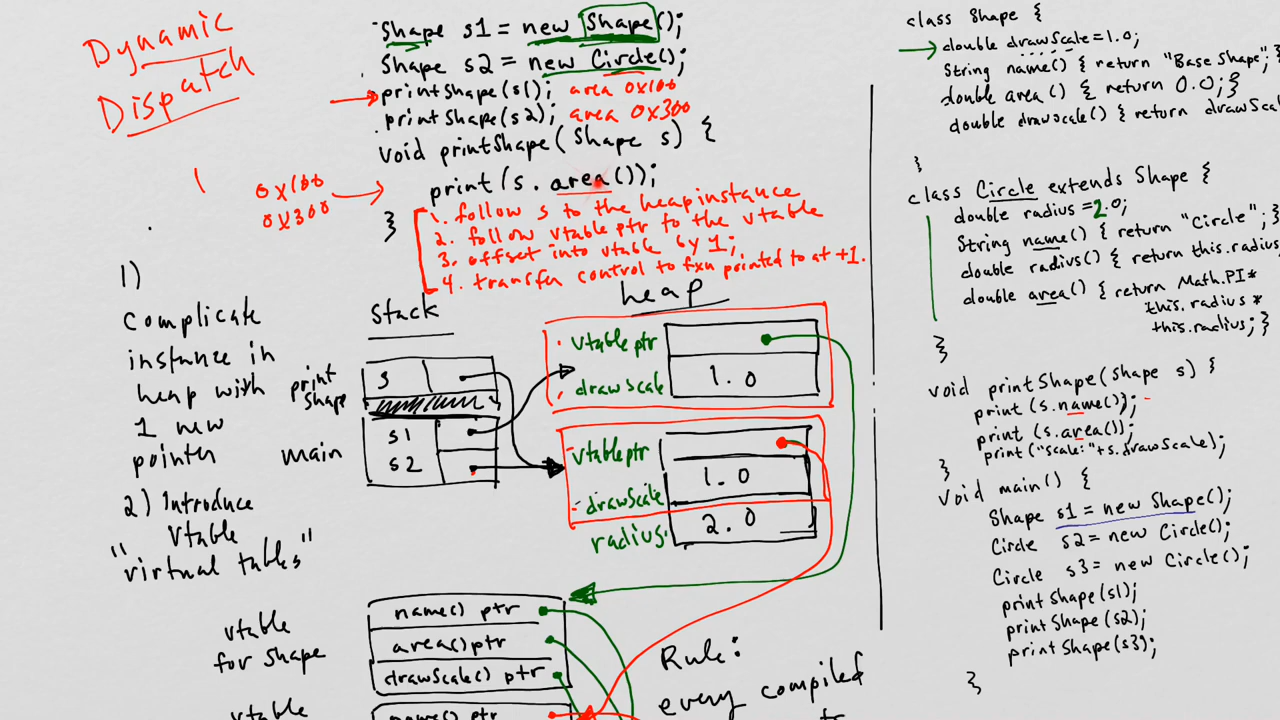 Dynamic
Dispatch
Shape s1 = new Shape();
Shape s2 = new Circle();
printShape(s1); area 0x100
printShape(s2); area 0x300
void printShape(Shape s) {
print(s.area());
}
0x100
0x300
1. follow s to the heap instance
2. follow vtable ptr to the vtable
3. offset into vtable by 1;
4. transfer control to fxn pointed to at +1.
1)
Complicate
instance in
heap with
1 new
pointer
2) Introduce
vtable
"virtual tables"
stack
print
shape
s
main
s1
s2
heap
vtable ptr
drawscale
1.0
vtable ptr
drawscale
1.0
radius
2.0
vtable
for shape
name() ptr
area() ptr
drawscale() ptr
vtable
name() ptr
Rule:
every compiled
class Shape {
double drawScale=1.0;
String name() { return "Base Shape"; }
double area() { return 0.0; }
double drawscale() { return drawSca
}
class Circle extends Shape {
double radius = 2.0;
String name() { return "Circle"; }
double radius() { return this.radius
double area() { return Math.PI*
this.radius *
this.radius; }
}
void printShape(Shape s) {
print (s.name());
print (s.area());
print("scale:"+s.drawScale);
}
void main() {
Shape s1 = new Shape();
Circle s2 = new Circle();
Circle s3 = new Circle();
printShape(s1);
printShape(s2);
printShape(s3);
}